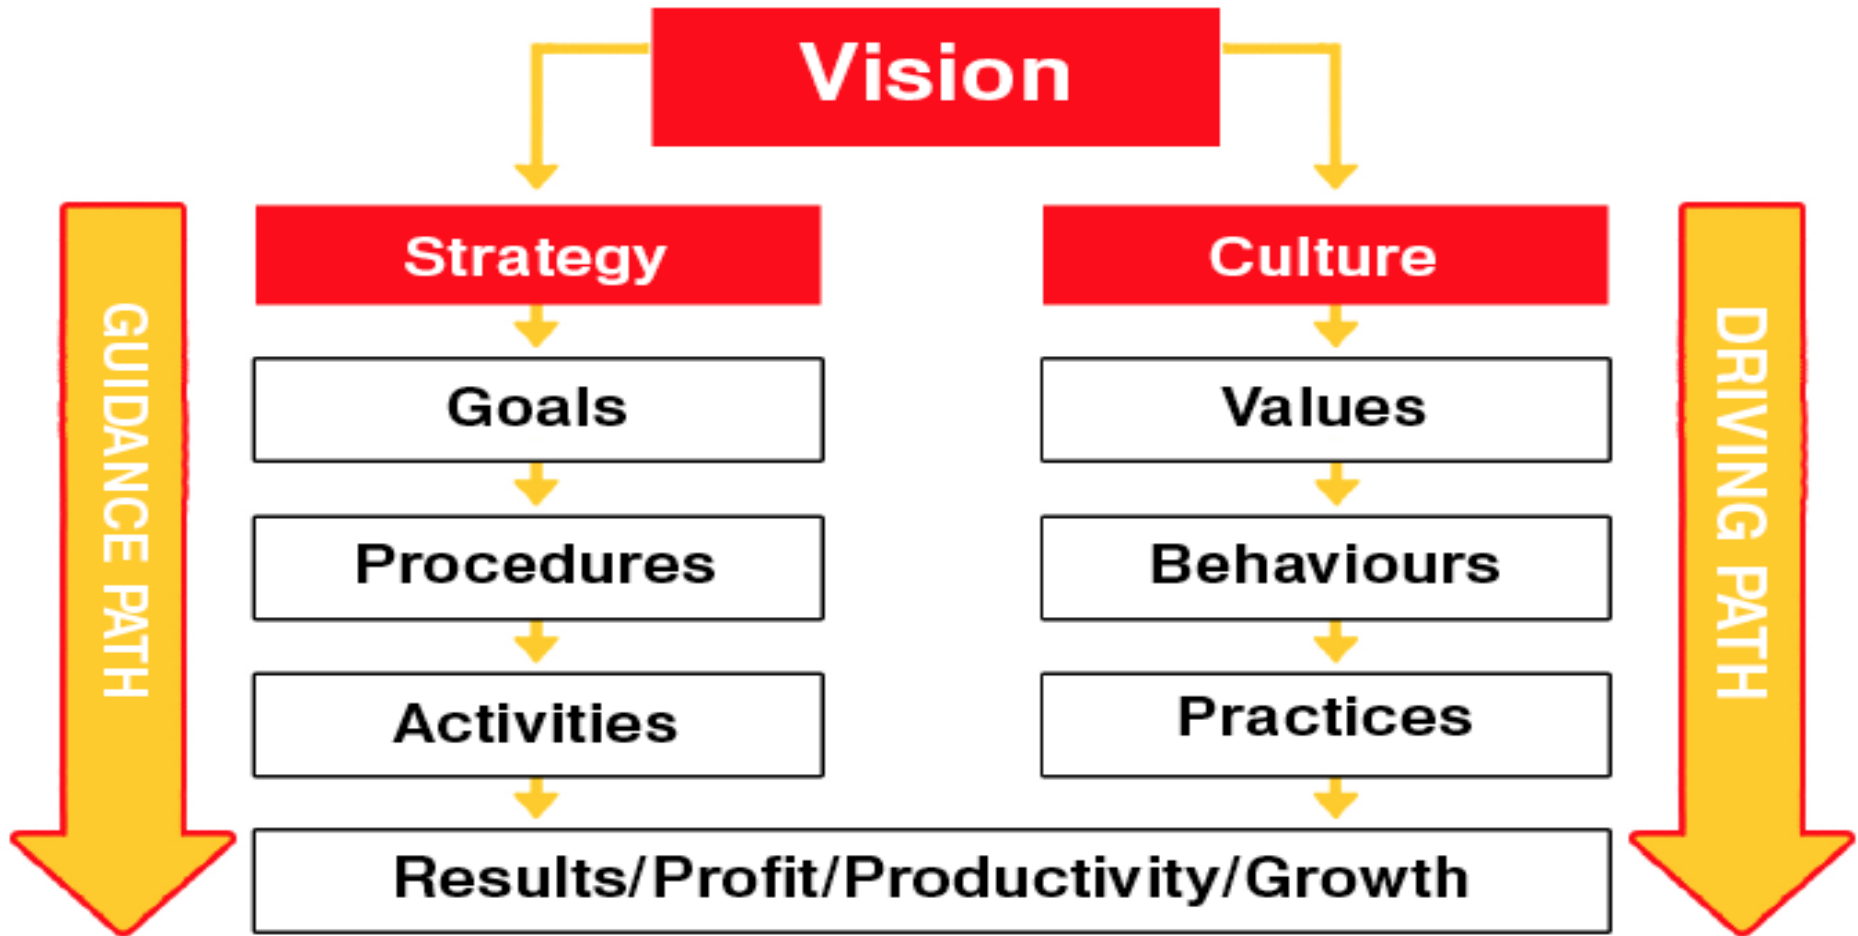 Vision
Strategy
Culture
GUIDANCE PATH
Goals
Values
DRIVING PATH
Procedures
Behaviours
Activities
Practices
Results/Profit/Productivity/Growth